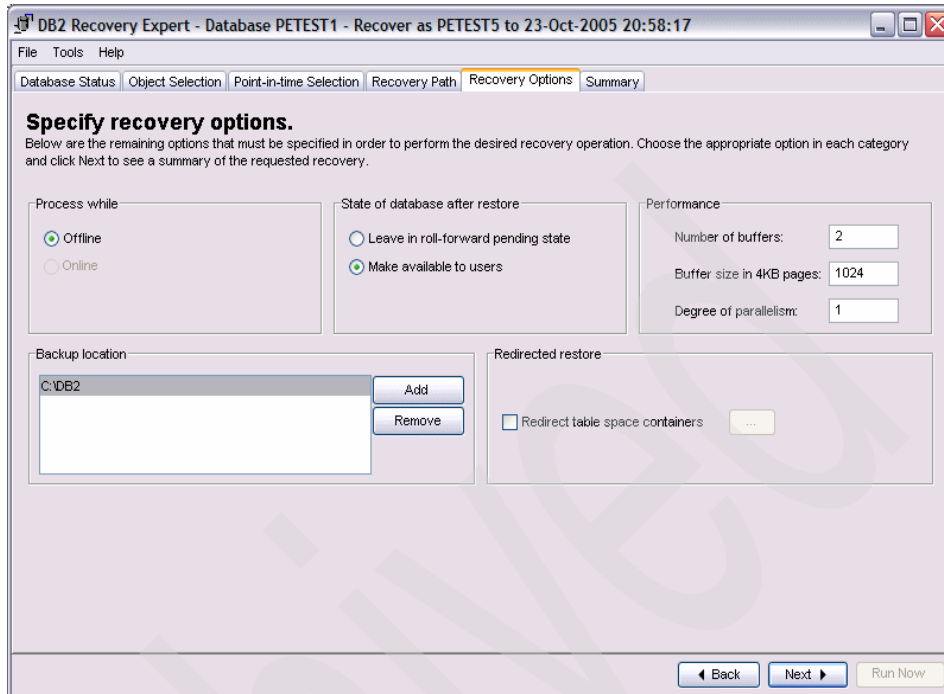 DB2 Recovery Expert - Database PETEST1 - Recover as PETEST5 to 23-Oct-2005 20:58:17
File Tools Help
Database Status Object Selection Point-in-time Selection Recovery Path Recovery Options Summary
Specify recovery options.
Below are the remaining options that must be specified in order to perform the desired recovery operation. Choose the appropriate option in each category
and click Next to see a summary of the requested recovery.
Process while
Offline
Online
State of database after restore
Leave in roll-forward pending state
Make available to users
Performance
Number of buffers: 2
Buffer size in 4KB pages: 1024
Degree of parallelism: 1
Backup location
C:\DB2
Add
Remove
Redirected restore
Redirect table space containers ...
Back Next Run Now